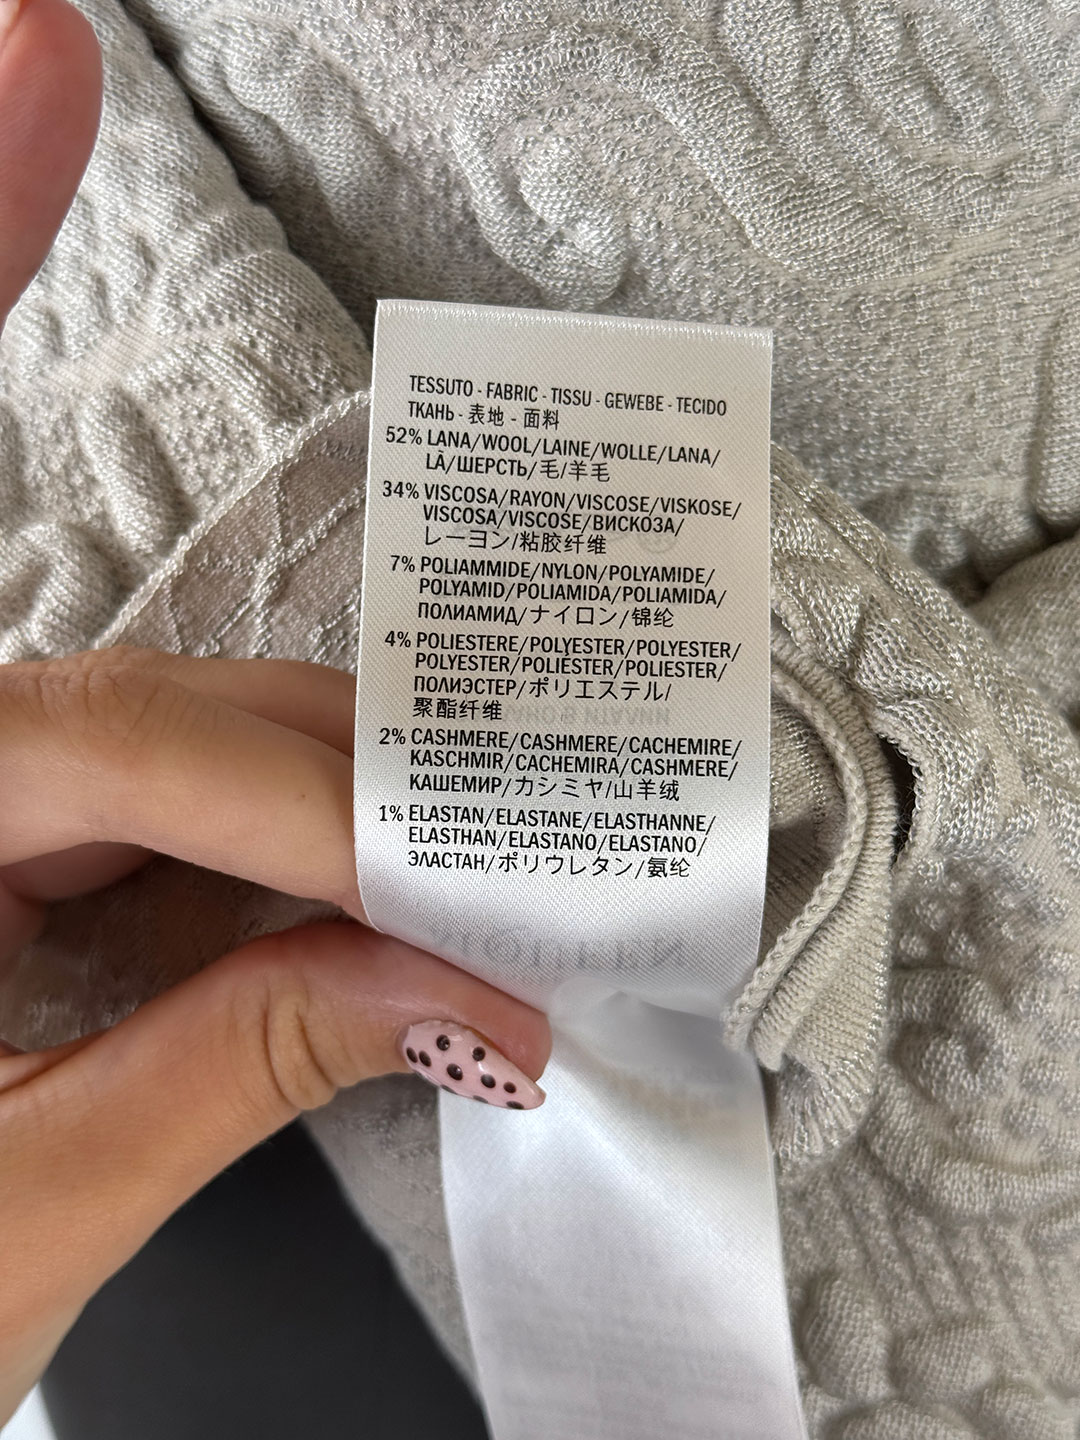 TESSUTO - FABRIC - TISSU - GEWEBE - TECIDO
ТКАНЬ - 表地 - 面料
52% LANA/WOOL/LAINE/WOLLE/LANA/
LÃ/ШЕРСТЬ/毛/羊毛
34% VISCOSA/RAYON/VISCOSE/VISKOSE/
VISCOSA/VISCOSE/ВИСКОЗА/
レーヨン/粘胶纤维
7% POLIAMMIDE/NYLON/POLYAMIDE/
POLYAMID/POLIAMIDA/POLIAMIDA/
ПОЛИАМИД/ナイロン/锦纶
4% POLIESTERE/POLYESTER/POLYESTER/
POLYESTER/POLIÉSTER/POLIESTER/
ПОЛИЭСТЕР/ポリエステル/
聚酯纤维
2% CASHMERE/CASHMERE/CACHEMIRE/
KASCHMIR/CACHEMIRA/CASHMERE/
КАШЕМИР/カシミヤ/山羊绒
1% ELASTAN/ELASTANE/ELASTHANNE/
ELASTHAN/ELASTANO/ELASTANO/
ЭЛАСТАН/ポリウレタン/氨纶